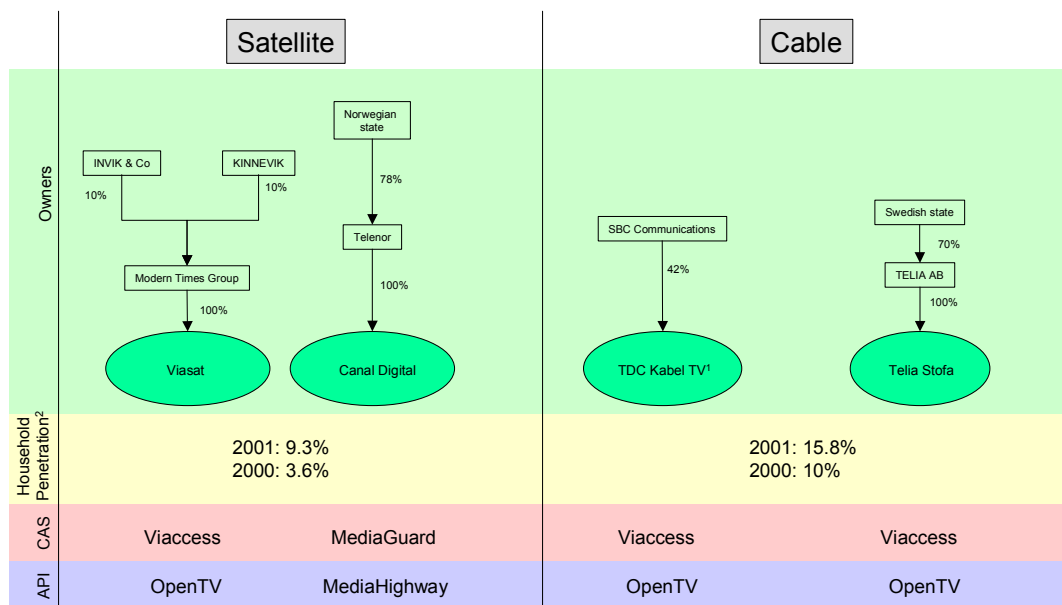 Satellite
Cable
Owners
Norwegian
state
INVIK & Co
KINNEVIK
10%
10%
78%
Telenor
Modern Times Group
100%
100%
Viasat
Canal Digital
SBC Communications
42%
Swedish state
70%
TELIA AB
100%
TDC Kabel TV¹
Telia Stofa
Household
Penetration²
2001: 9.3%
2000: 3.6%
2001: 15.8%
2000: 10%
CAS
Viaccess
MediaGuard
Viaccess
Viaccess
API
OpenTV
MediaHighway
OpenTV
OpenTV